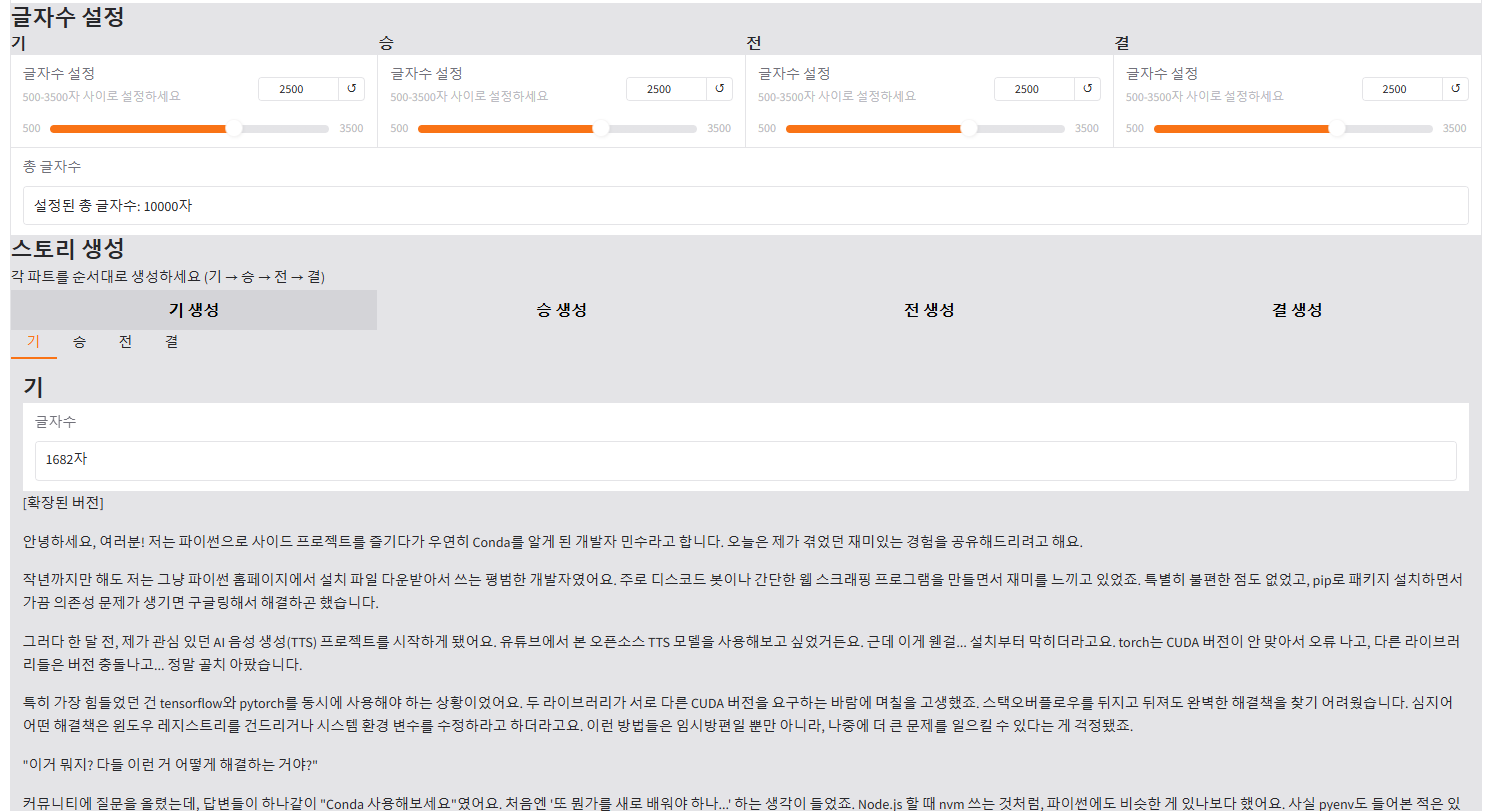 글자수 설정
기 승 전 결
글자수 설정 2500 ↺ 글자수 설정 2500 ↺ 글자수 설정 2500 ↺ 글자수 설정 2500 ↺
500-3500자 사이로 설정하세요 500-3500자 사이로 설정하세요 500-3500자 사이로 설정하세요 500-3500자 사이로 설정하세요
500 3500 500 3500 500 3500 500 3500
총 글자수
설정된 총 글자수: 10000자
스토리 생성
각 파트를 순서대로 생성하세요 (기 → 승 → 전 → 결)
기 생성 승 생성 전 생성 결 생성
기 승 전 결
기
글자수
1682자
[확장된 버전]
안녕하세요, 여러분! 저는 파이썬으로 사이드 프로젝트를 즐기다가 우연히 Conda를 알게 된 개발자 민수라고 합니다. 오늘은 제가 겪었던 재미있는 경험을 공유해드리려고 해요.
작년까지만 해도 저는 그냥 파이썬 홈페이지에서 설치 파일 다운받아서 쓰는 평범한 개발자였어요. 주로 디스코드 봇이나 간단한 웹 스크래핑 프로그램을 만들면서 재미를 느끼고 있었죠. 특별히 불편한 점도 없었고, pip로 패키지 설치하면서
가끔 의존성 문제가 생기면 구글링해서 해결하곤 했습니다.
그러다 한 달 전, 제가 관심 있던 AI 음성 생성(TTS) 프로젝트를 시작하게 됐어요. 유튜브에서 본 오픈소스 TTS 모델을 사용해보고 싶었거든요. 근데 이게 웬걸... 설치부터 막히더라고요. torch는 CUDA 버전이 안 맞아서 오류 나고, 다른 라이브러
리들은 버전 충돌나고... 정말 골치 아팠습니다.
특히 가장 힘들었던 건 tensorflow와 pytorch를 동시에 사용해야 하는 상황이었어요. 두 라이브러리가 서로 다른 CUDA 버전을 요구하는 바람에 며칠을 고생했죠. 스택오버플로우를 뒤지고 뒤져도 완벽한 해결책을 찾기 어려웠습니다. 심지어
어떤 해결책은 윈도우 레지스트리를 건드리거나 시스템 환경 변수를 수정하라고 하더라고요. 이런 방법들은 임시방편일 뿐만 아니라, 나중에 더 큰 문제를 일으킬 수 있다는 게 걱정됐죠.
"이거 뭐지? 다들 이런 거 어떻게 해결하는 거야?"
커뮤니티에 질문을 올렸는데, 답변들이 하나같이 "Conda 사용해보세요"였어요. 처음엔 '또 뭔가를 새로 배워야 하나...' 하는 생각이 들었죠. Node.js 할 때 nvm 쓰는 것처럼, 파이썬에도 비슷한 게 있나보다 했어요. 사실 pyenv도 들어본 적은 있